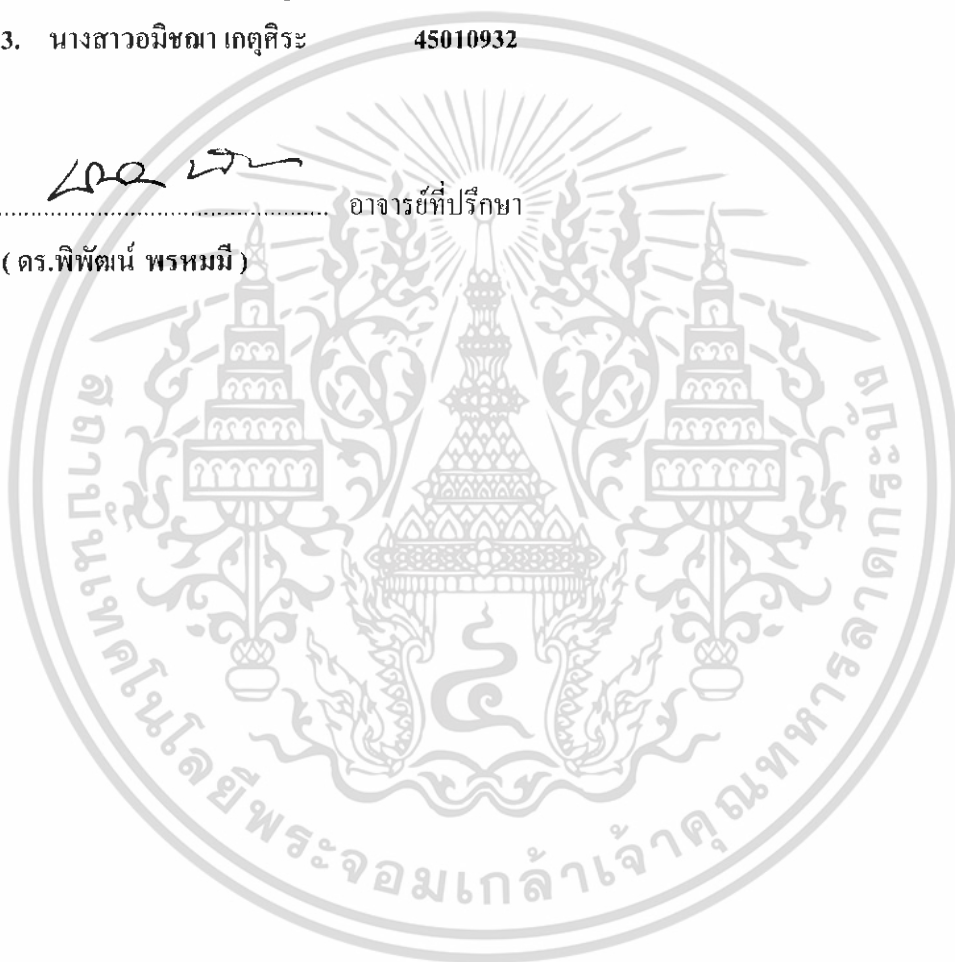 3. นางสาวอมิชฌา เกตุศิระ 45010932
.................................................. อาจารย์ที่ปรึกษา
( ดร.พิพัฒน์ พรหมมี )
สถาบันเทคโนโลยีพระจอมเกล้าเจ้าคุณทหารลาดกระบัง